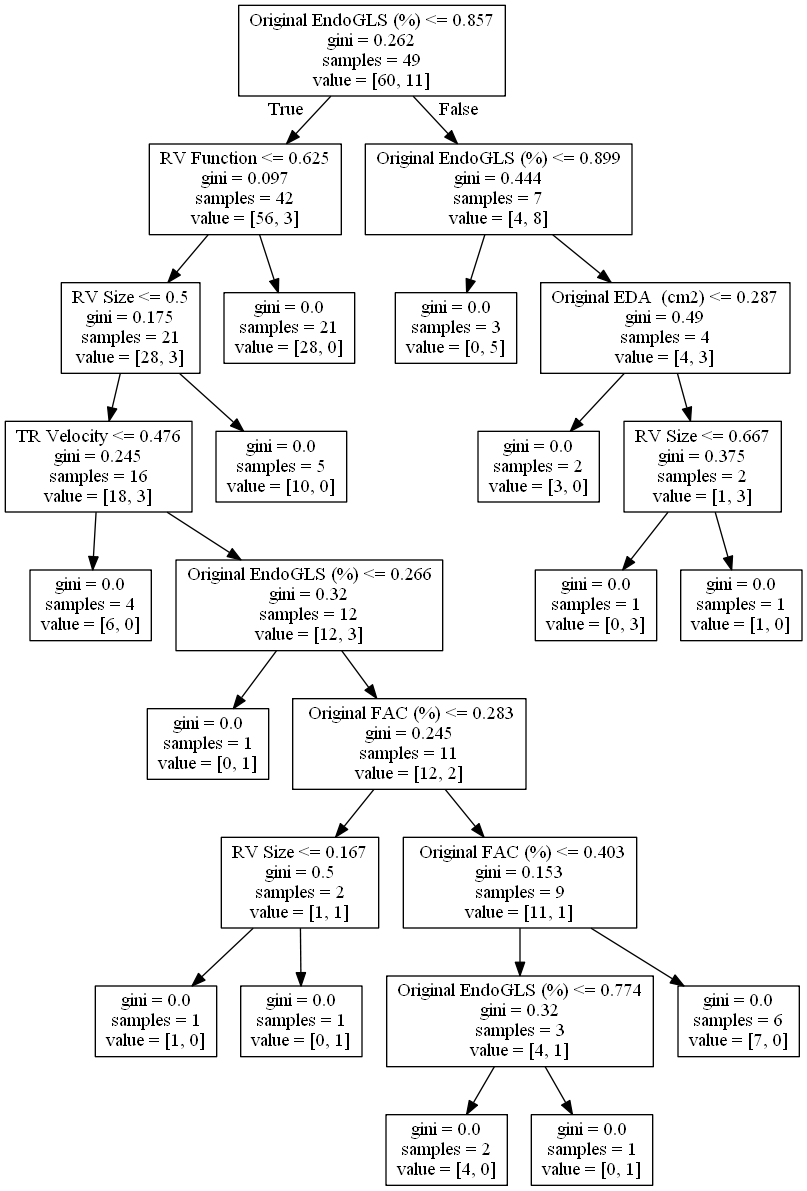 Original EndoGLS (%) <= 0.857
gini = 0.262
samples = 49
value = [60, 11]
True
False
RV Function <= 0.625
gini = 0.097
samples = 42
value = [56, 3]
Original EndoGLS (%) <= 0.899
gini = 0.444
samples = 7
value = [4, 8]
RV Size <= 0.5
gini = 0.175
samples = 21
value = [28, 3]
gini = 0.0
samples = 21
value = [28, 0]
gini = 0.0
samples = 3
value = [0, 5]
Original EDA (cm2) <= 0.287
gini = 0.49
samples = 4
value = [4, 3]
TR Velocity <= 0.476
gini = 0.245
samples = 16
value = [18, 3]
gini = 0.0
samples = 5
value = [10, 0]
gini = 0.0
samples = 2
value = [3, 0]
RV Size <= 0.667
gini = 0.375
samples = 2
value = [1, 3]
gini = 0.0
samples = 4
value = [6, 0]
Original EndoGLS (%) <= 0.266
gini = 0.32
samples = 12
value = [12, 3]
gini = 0.0
samples = 1
value = [0, 3]
gini = 0.0
samples = 1
value = [1, 0]
gini = 0.0
samples = 1
value = [0, 1]
Original FAC (%) <= 0.283
gini = 0.245
samples = 11
value = [12, 2]
RV Size <= 0.167
gini = 0.5
samples = 2
value = [1, 1]
Original FAC (%) <= 0.403
gini = 0.153
samples = 9
value = [11, 1]
gini = 0.0
samples = 1
value = [1, 0]
gini = 0.0
samples = 1
value = [0, 1]
Original EndoGLS (%) <= 0.774
gini = 0.32
samples = 3
value = [4, 1]
gini = 0.0
samples = 6
value = [7, 0]
gini = 0.0
samples = 2
value = [4, 0]
gini = 0.0
samples = 1
value = [0, 1]